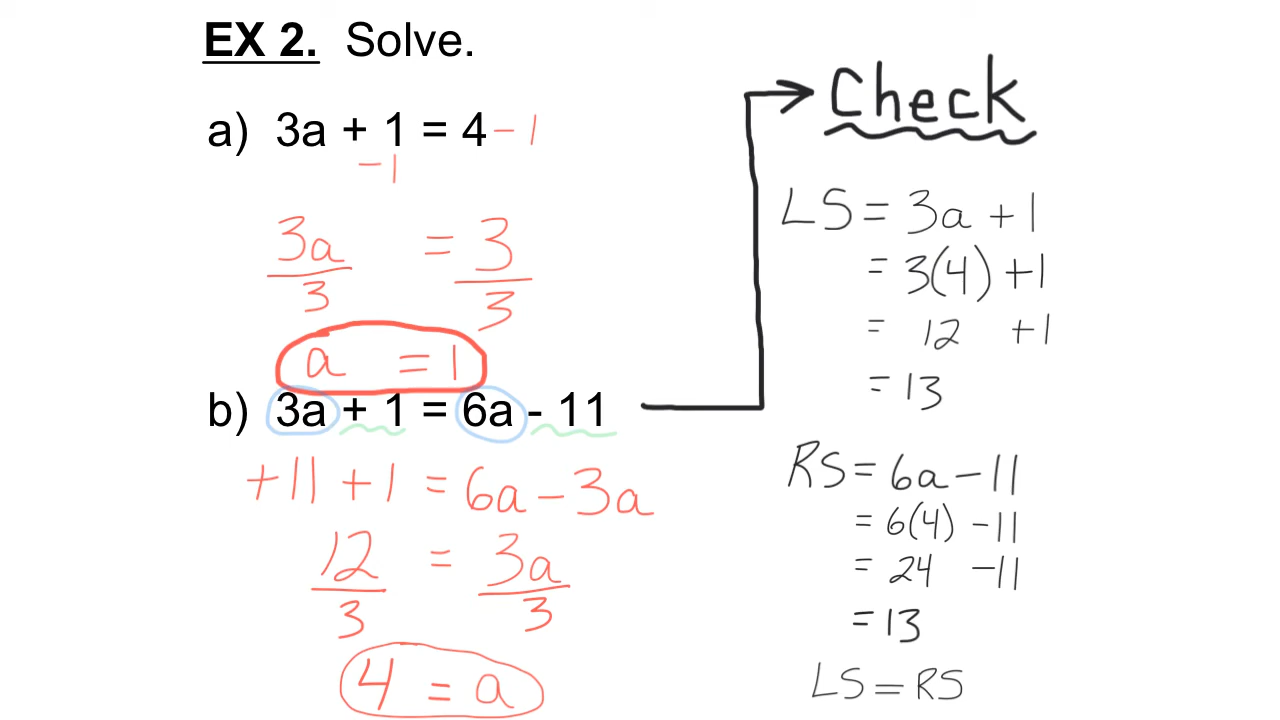 EX 2. Solve.
a) 3a + 1 = 4 - 1
- 1
3a = 3
3 3
a = 1
b) 3a + 1 = 6a - 11
+11 +1 = 6a - 3a
12 = 3a
3 3
4 = a
Check
LS = 3a + 1
= 3(4) + 1
= 12 + 1
= 13
RS = 6a - 11
= 6(4) - 11
= 24 - 11
= 13
LS = RS